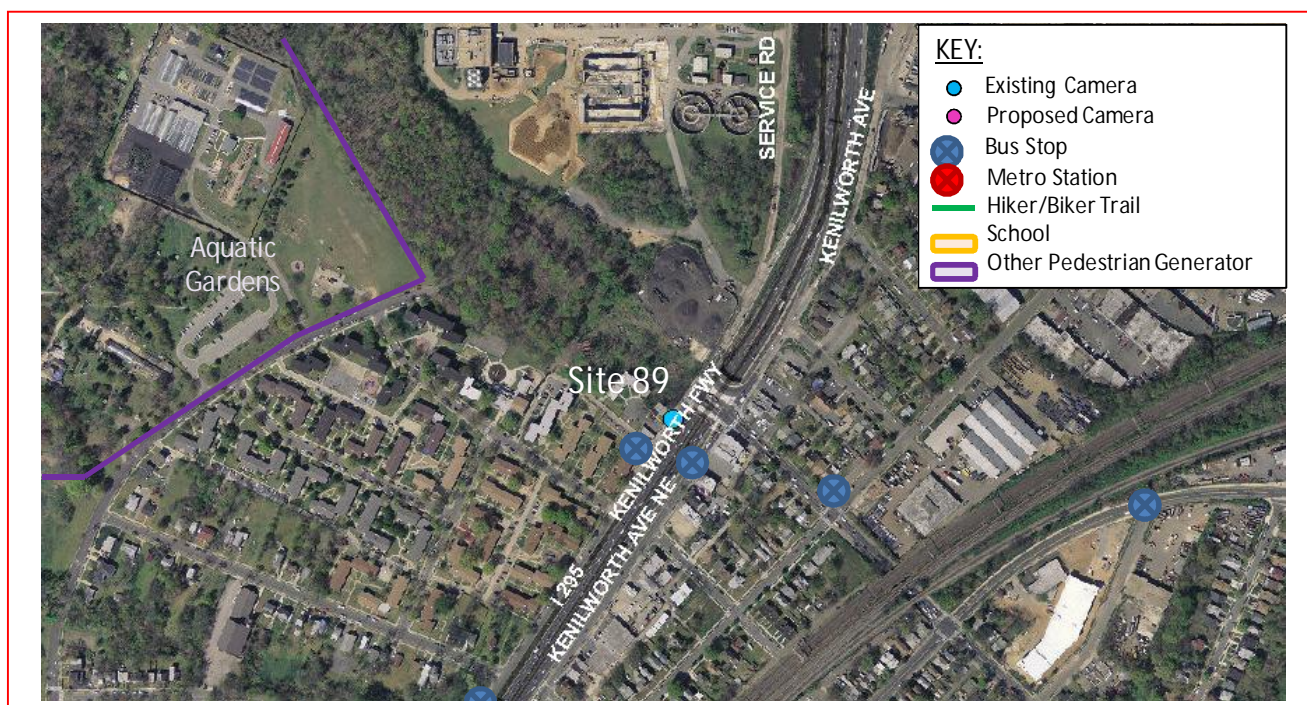 KEY:
Existing Camera
Proposed Camera
Bus Stop
Metro Station
Hiker/Biker Trail
School
Other Pedestrian Generator
SERVICE RD
KENILWORTH AVE
Aquatic
Gardens
Site 89
KENILWORTH FWY
I 295
KENILWORTH AVE NE